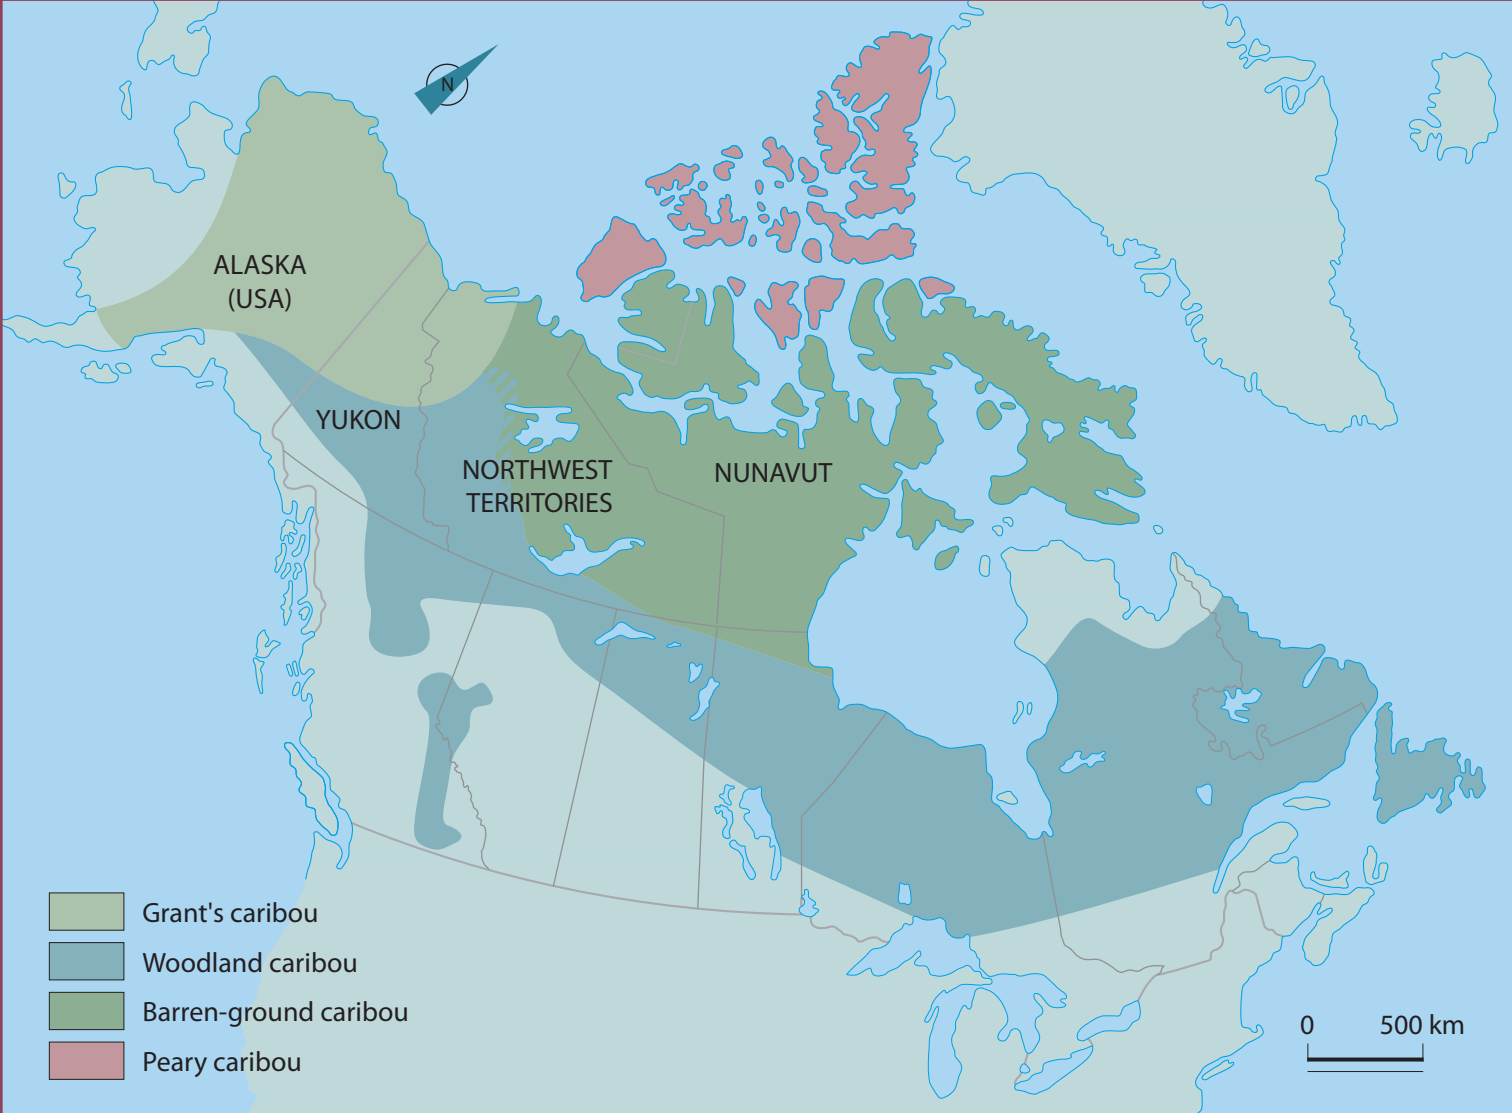 N
ALASKA
(USA)
YUKON
NORTHWEST
TERRITORIES
NUNAVUT
Grant's caribou
Woodland caribou
Barren-ground caribou
Peary caribou
0 500 km